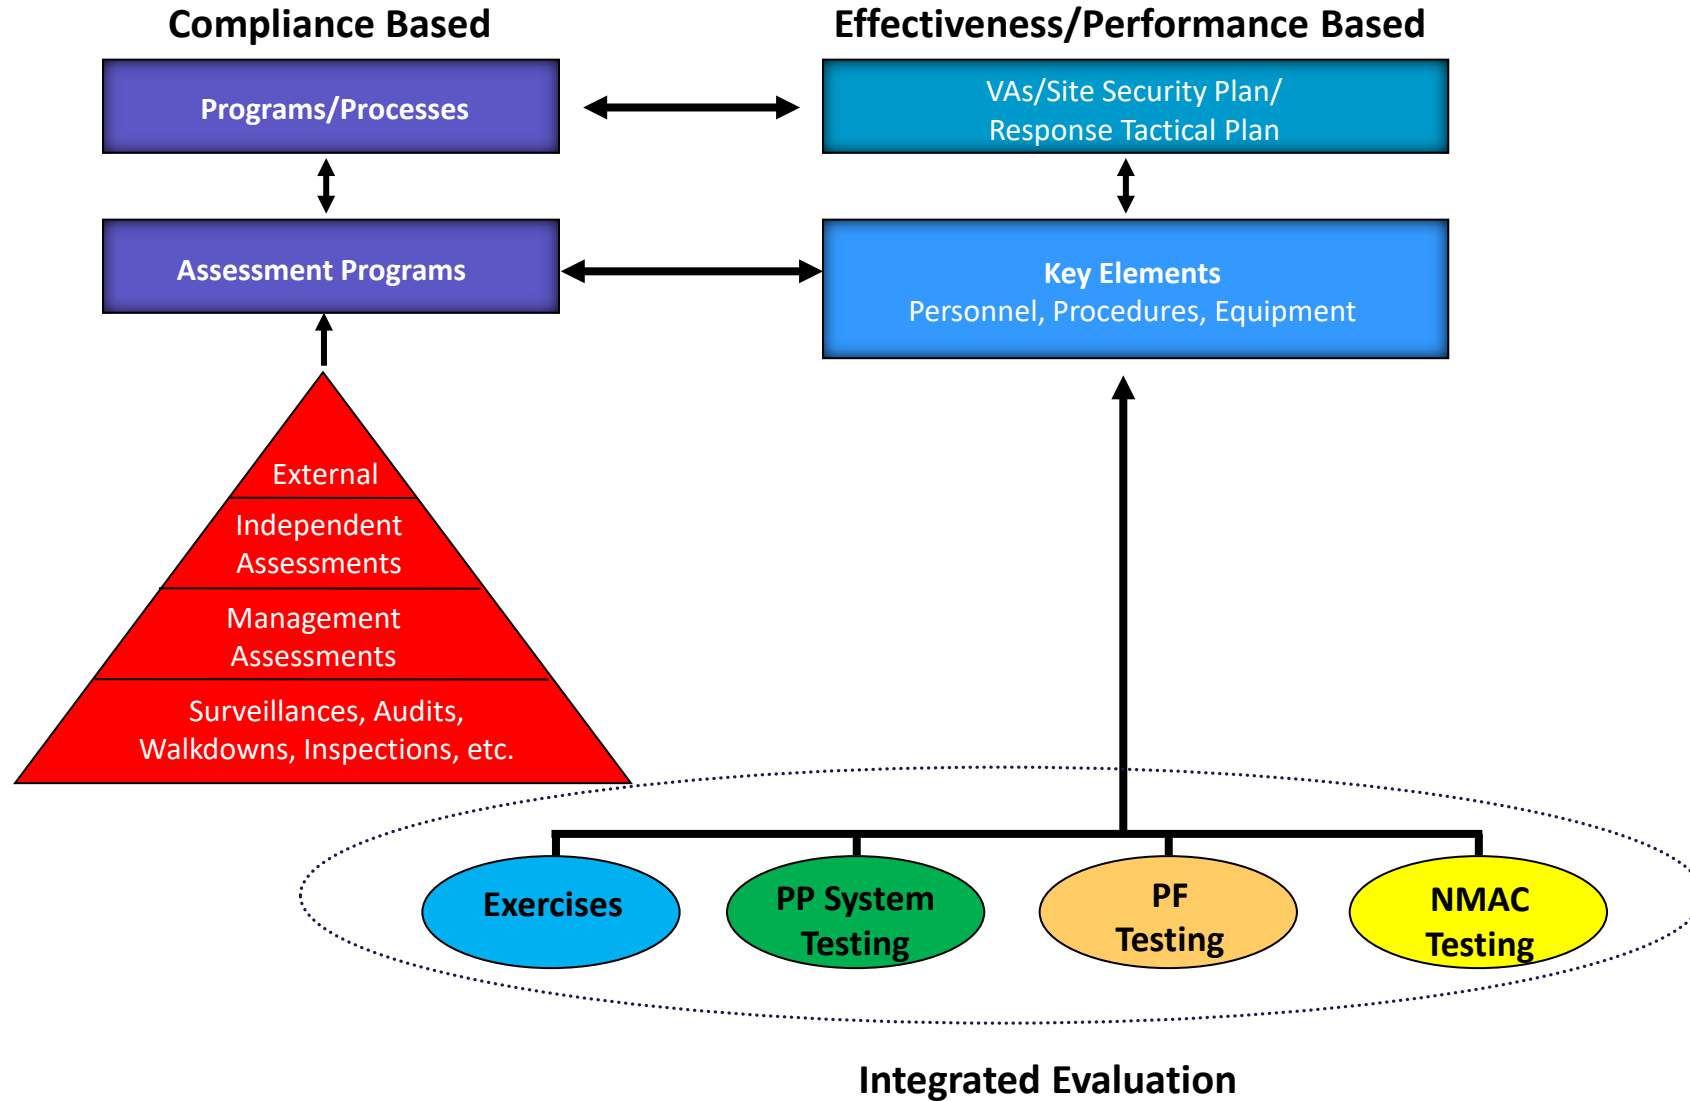 Compliance Based
Effectiveness/Performance Based
Programs/Processes
VAs/Site Security Plan/
Response Tactical Plan
Assessment Programs
Key Elements
Personnel, Procedures, Equipment
External
Independent
Assessments
Management
Assessments
Surveillances, Audits,
Walkdowns, Inspections, etc.
Exercises
PP System
Testing
PF
Testing
NMAC
Testing
Integrated Evaluation